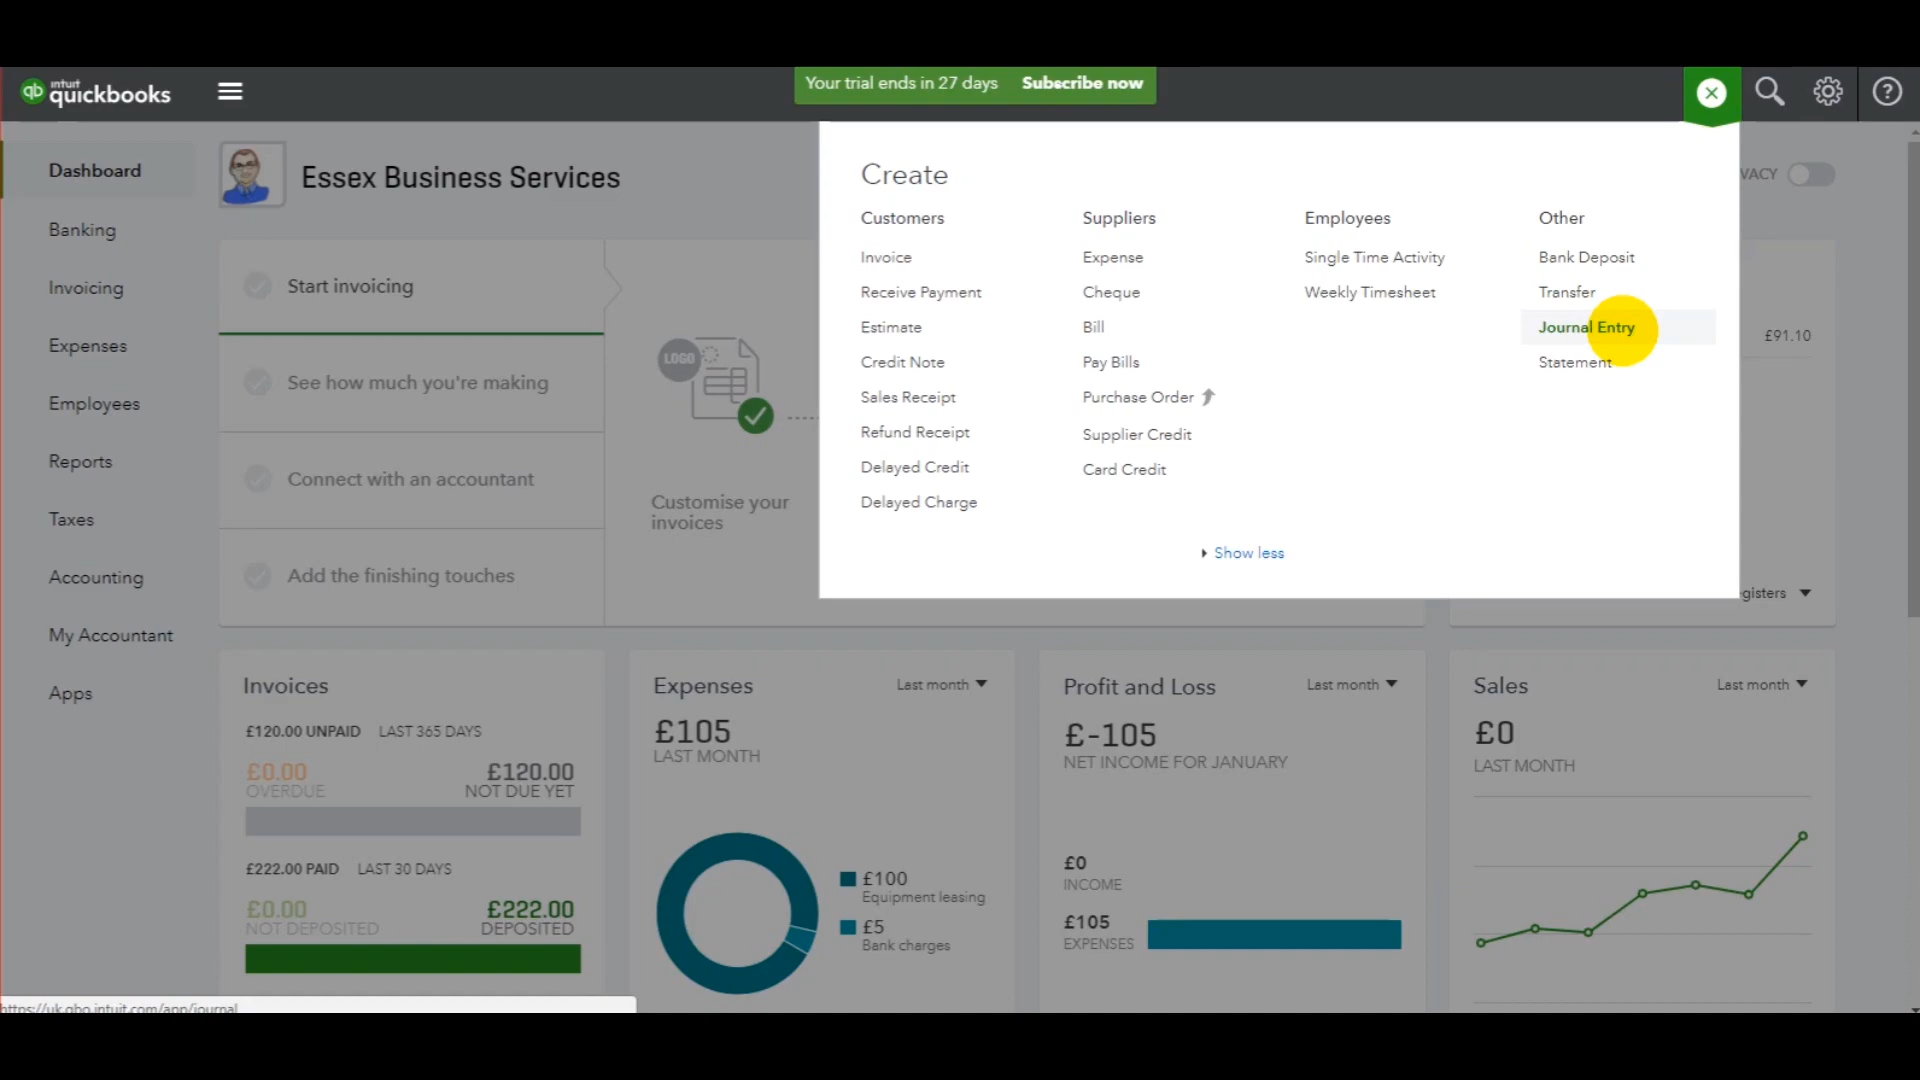 intuit
quickbooks
Your trial ends in 27 days Subscribe now
Dashboard
Banking
Invoicing
Expenses
Employees
Reports
Taxes
Accounting
My Accountant
Apps
Essex Business Services
VACY
Start invoicing
See how much you're making
Connect with an accountant
Add the finishing touches
LOGO
Customise your
invoices
Create
Customers
Invoice
Receive Payment
Estimate
Credit Note
Sales Receipt
Refund Receipt
Delayed Credit
Delayed Charge
Suppliers
Expense
Cheque
Bill
Pay Bills
Purchase Order
Supplier Credit
Card Credit
Employees
Single Time Activity
Weekly Timesheet
Other
Bank Deposit
Transfer
Journal Entry
Statement
Show less
£91.10
gisters
Invoices
£120.00 UNPAID LAST 365 DAYS
£0.00 £120.00
OVERDUE NOT DUE YET
£222.00 PAID LAST 30 DAYS
£0.00 £222.00
NOT DEPOSITED DEPOSITED
Expenses Last month
£105
LAST MONTH
£100
Equipment leasing
£5
Bank charges
Profit and Loss Last month
£-105
NET INCOME FOR JANUARY
£0
INCOME
£105
EXPENSES
Sales Last month
£0
LAST MONTH
https://uk.qbo.intuit.com/app/journal